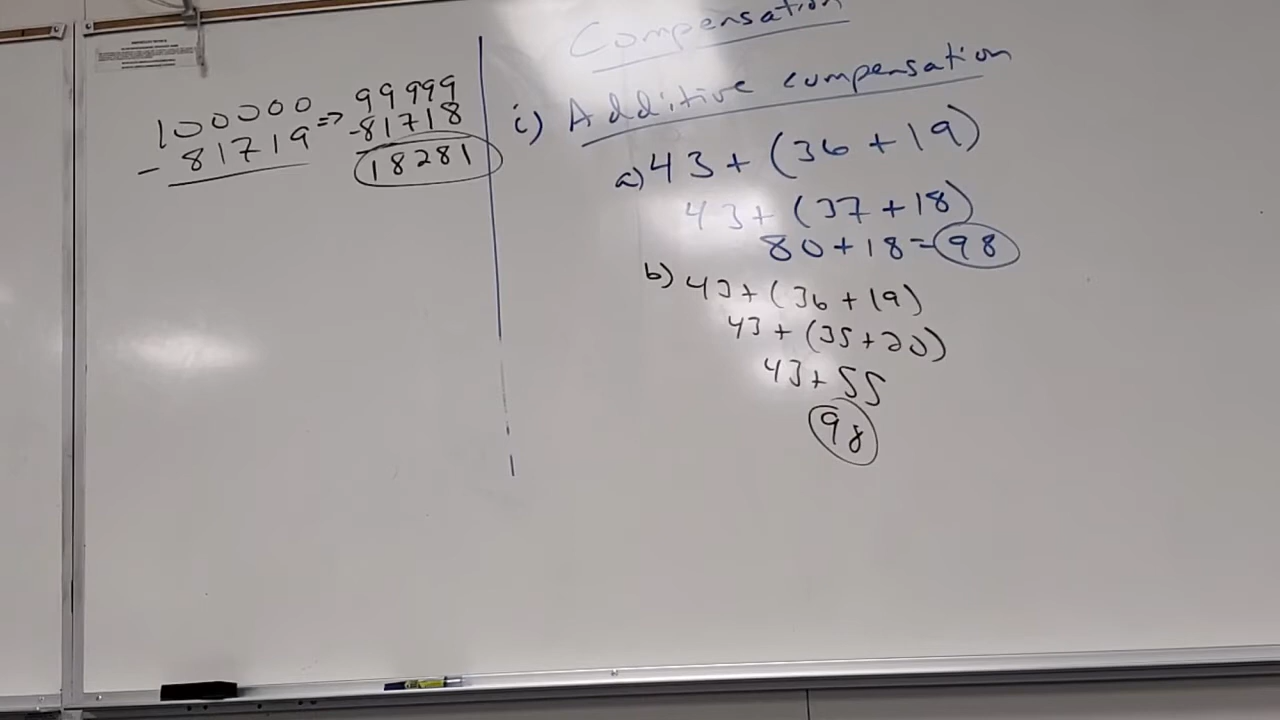 100000 => 99999
- 81719 -81718
18281
Compensation
i) Additive compensation
a) 43 + (36 + 19)
43 + (37 + 18)
80 + 18 = 98
b) 43 + (36 + 19)
43 + (35 + 20)
43 + 55
98